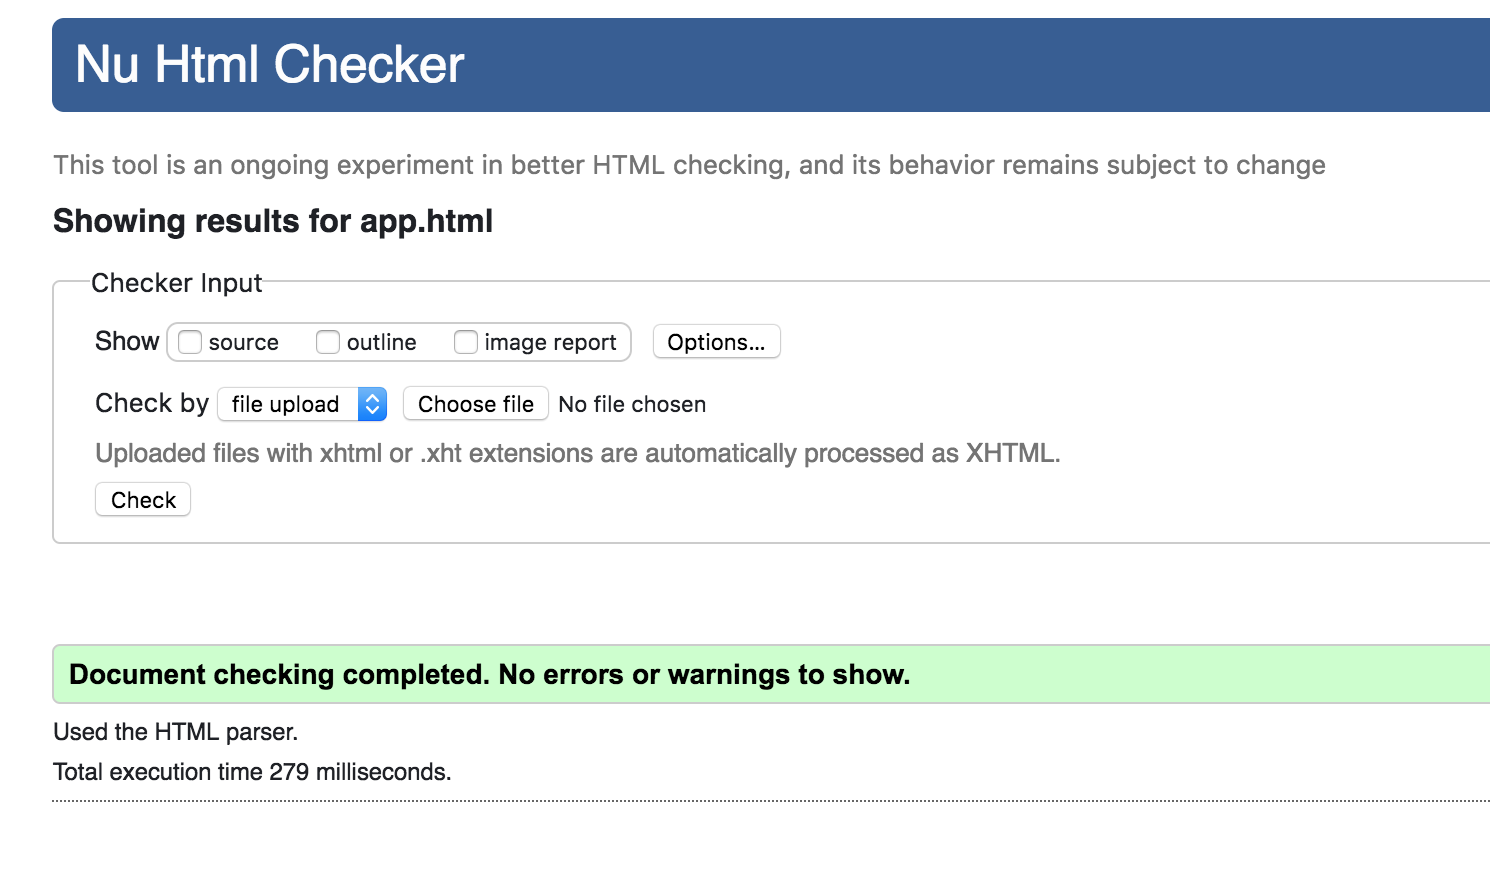 Nu Html Checker
This tool is an ongoing experiment in better HTML checking, and its behavior remains subject to change
Showing results for app.html
Checker Input
Show source outline image report Options...
Check by file upload Choose file No file chosen
Uploaded files with xhtml or .xht extensions are automatically processed as XHTML.
Check
Document checking completed. No errors or warnings to show.
Used the HTML parser.
Total execution time 279 milliseconds.